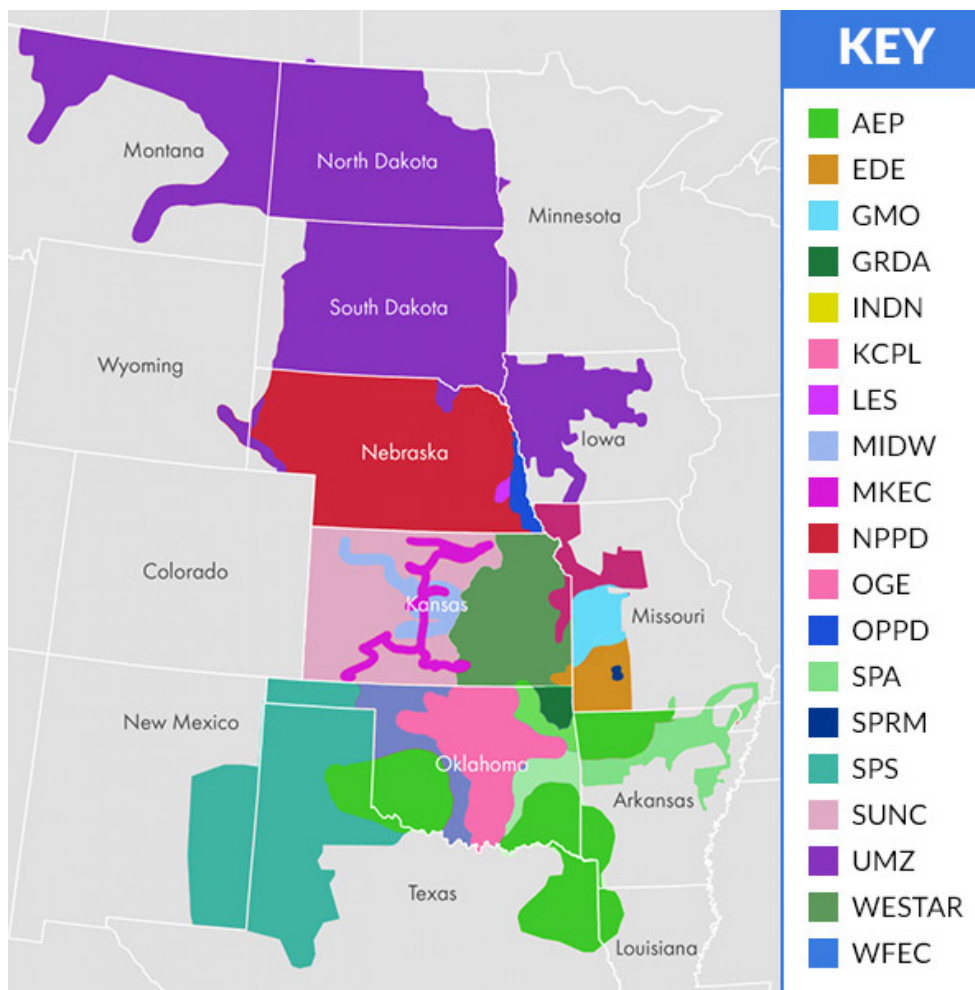 Montana
North Dakota
Minnesota
South Dakota
Wyoming
Nebraska
Iowa
Colorado
Kansas
Missouri
New Mexico
Oklahoma
Arkansas
Texas
Louisiana
KEY
AEP
EDE
GMO
GRDA
INDN
KCPL
LES
MIDW
MKEC
NPPD
OGE
OPPD
SPA
SPRM
SPS
SUNC
UMZ
WESTAR
WFEC